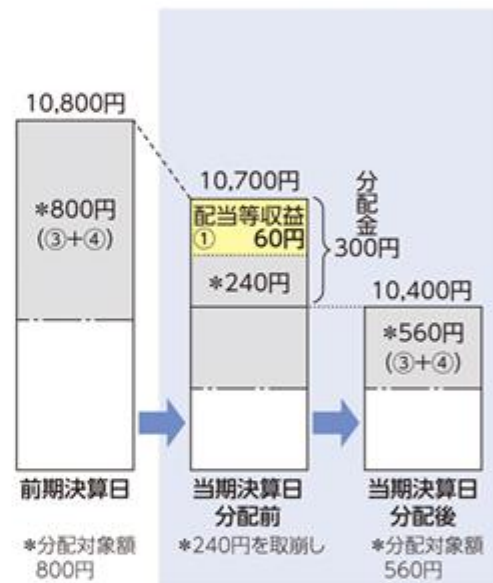 10,800円
*800円
(③+④)
前期決算日
*分配対象額
800円
10,700円
配当等収益
① 60円
*240円
分配金
300円
当期決算日
分配前
*240円を取崩し
10,400円
*560円
(③+④)
当期決算日
分配後
*分配対象額
560円